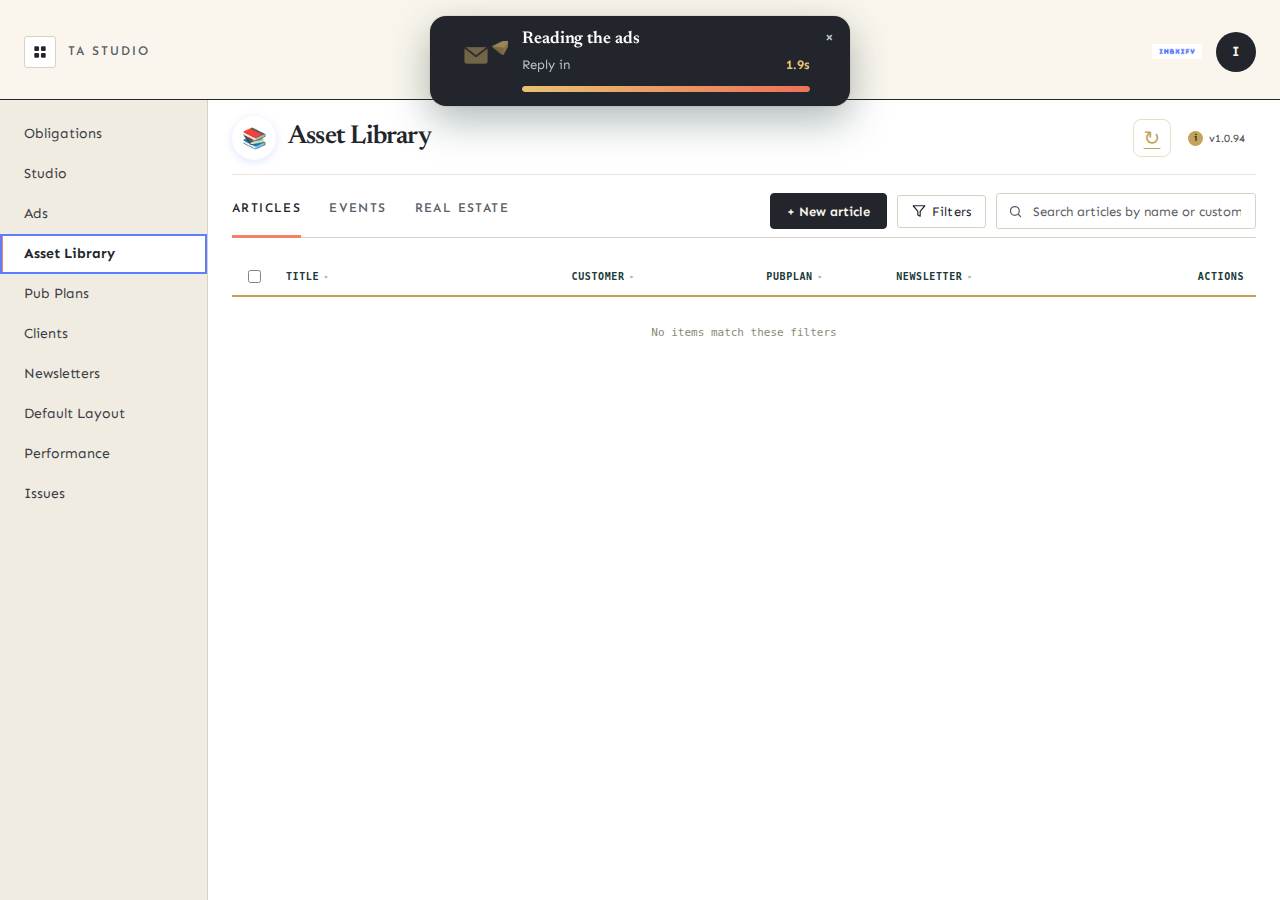 Reading the ads
×
Reply in
1.9s
TA STUDIO
INBXIFY
I
Obligations
Studio
Ads
Asset Library
Pub Plans
Clients
Newsletters
Default Layout
Performance
Issues
Asset Library
↻
i
v1.0.94
ARTICLES
EVENTS
REAL ESTATE
+ New article
Filters
Search articles by name or custom
TITLE
CUSTOMER
PUBPLAN
NEWSLETTER
ACTIONS
No items match these filters